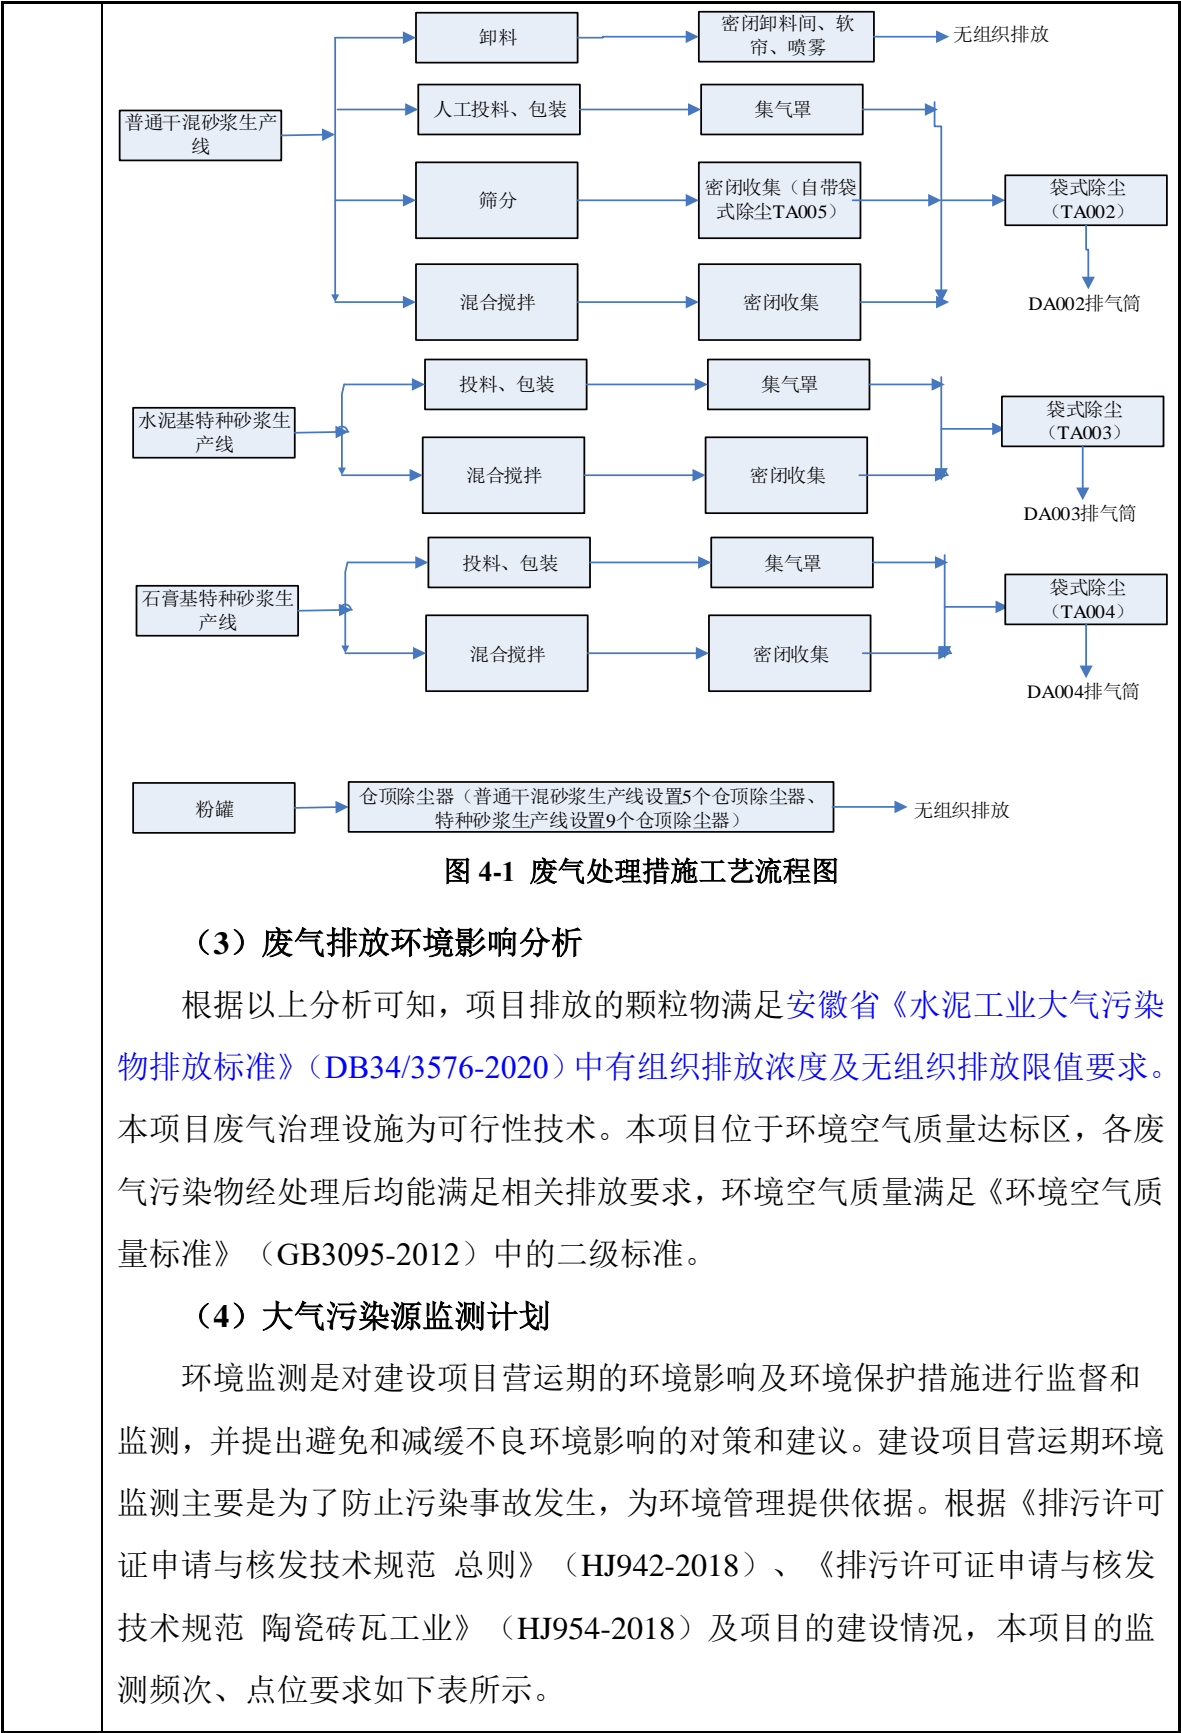 卸料
密闭卸料间、软
帘、喷雾
无组织排放
普通干混砂浆生产
线
人工投料、包装
集气罩
筛分
密闭收集（自带袋
式除尘TA005）
袋式除尘
（TA002）
混合搅拌
密闭收集
DA002排气筒
水泥基特种砂浆生
产线
投料、包装
集气罩
袋式除尘
（TA003）
混合搅拌
密闭收集
DA003排气筒
石膏基特种砂浆生
产线
投料、包装
集气罩
袋式除尘
（TA004）
混合搅拌
密闭收集
DA004排气筒
粉罐
仓顶除尘器（普通干混砂浆生产线设置5个仓顶除尘器、
特种砂浆生产线设置9个仓顶除尘器）
无组织排放
图 4-1 废气处理措施工艺流程图
（3）废气排放环境影响分析
根据以上分析可知，项目排放的颗粒物满足安徽省《水泥工业大气污染
物排放标准》（DB34/3576-2020）中有组织排放浓度及无组织排放限值要求。
本项目废气治理设施为可行性技术。本项目位于环境空气质量达标区，各废
气污染物经处理后均能满足相关排放要求，环境空气质量满足《环境空气质
量标准》（GB3095-2012）中的二级标准。
（4）大气污染源监测计划
环境监测是对建设项目营运期的环境影响及环境保护措施进行监督和
监测，并提出避免和减缓不良环境影响的对策和建议。建设项目营运期环境
监测主要是为了防止污染事故发生，为环境管理提供依据。根据《排污许可
证申请与核发技术规范 总则》（HJ942-2018）、《排污许可证申请与核发
技术规范 陶瓷砖瓦工业》（HJ954-2018）及项目的建设情况，本项目的监
测频次、点位要求如下表所示。